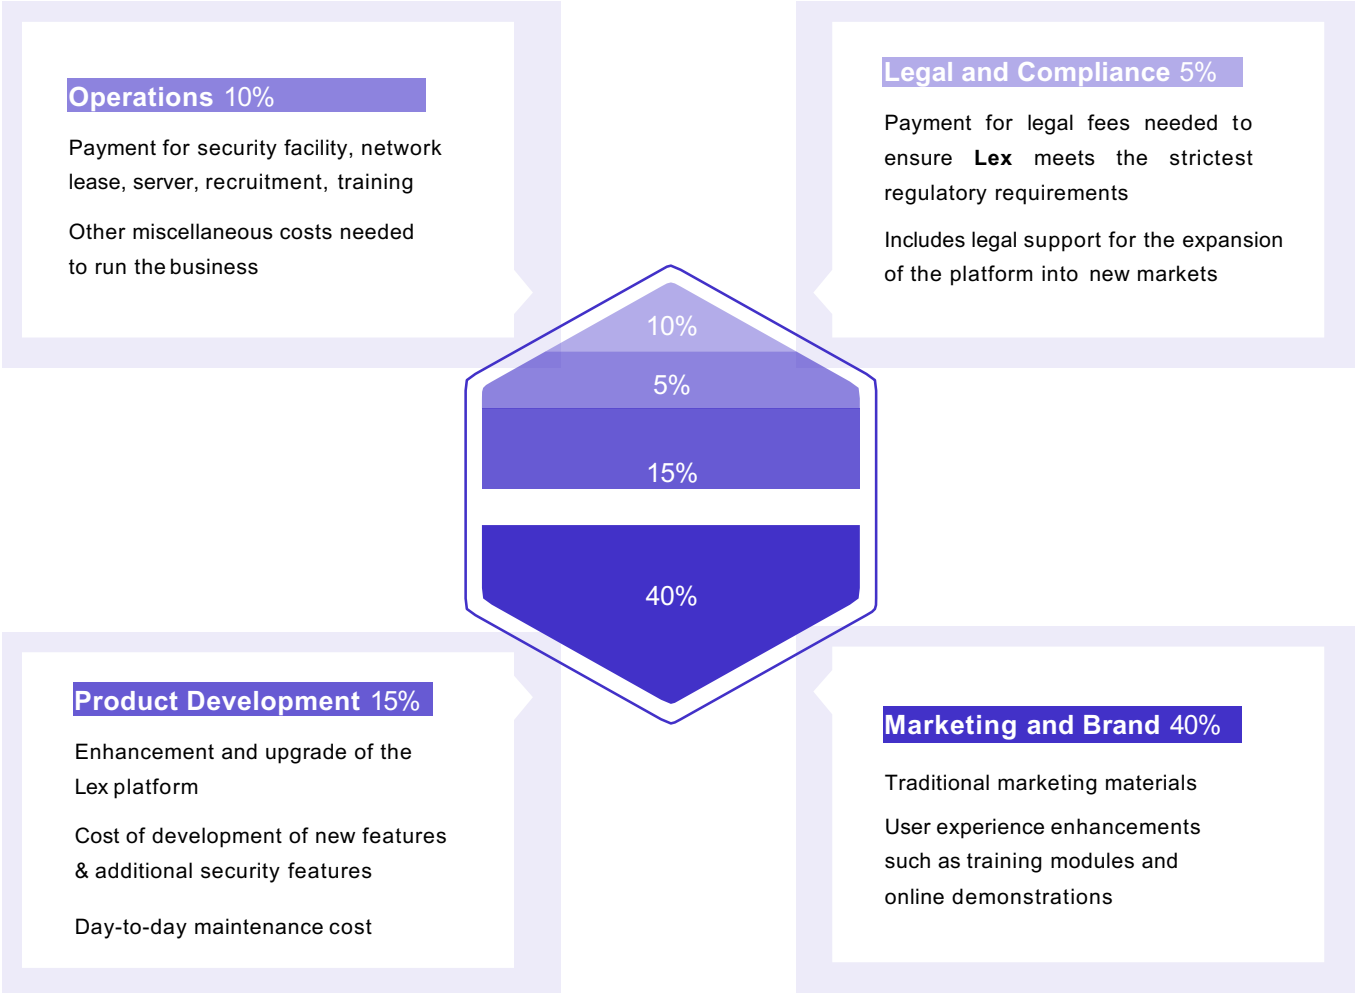 Operations 10%
Payment for security facility, network
lease, server, recruitment, training
Other miscellaneous costs needed
to run the business
Legal and Compliance 5%
Payment for legal fees needed to
ensure Lex meets the strictest
regulatory requirements
Includes legal support for the expansion
of the platform into new markets
10%
5%
15%
40%
Product Development 15%
Enhancement and upgrade of the
Lex platform
Cost of development of new features
& additional security features
Day-to-day maintenance cost
Marketing and Brand 40%
Traditional marketing materials
User experience enhancements
such as training modules and
online demonstrations